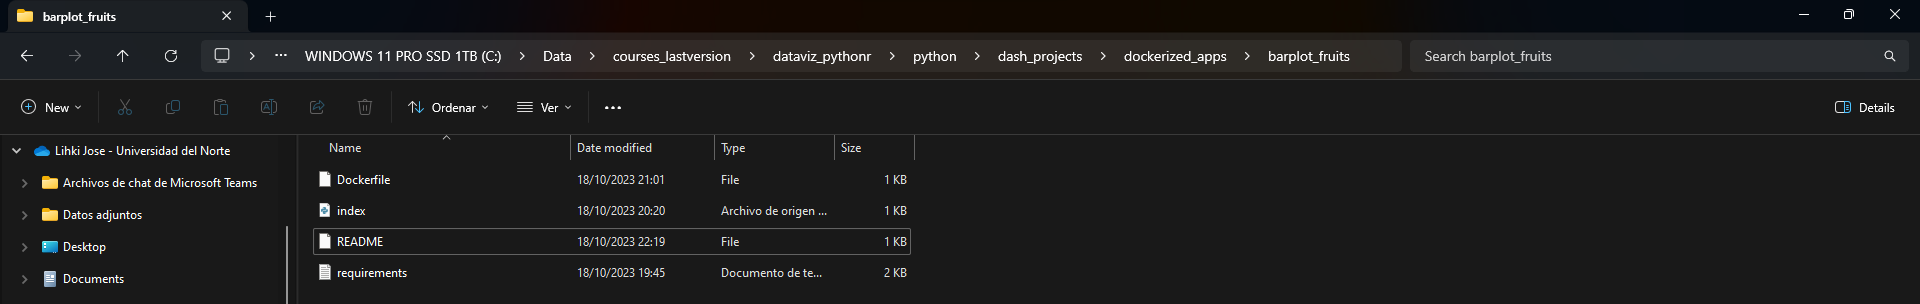 barplot_fruits
WINDOWS 11 PRO SSD 1TB (C:) > Data > courses_lastversion > dataviz_pythonr > python > dash_projects > dockerized_apps > barplot_fruits
Search barplot_fruits
New Ordenar Ver ••• Details
Lihki Jose - Universidad del Norte
Archivos de chat de Microsoft Teams
Datos adjuntos
Desktop
Documents
Name Date modified Type Size
Dockerfile 18/10/2023 21:01 File 1 KB
index 18/10/2023 20:20 Archivo de origen ... 1 KB
README 18/10/2023 22:19 File 1 KB
requirements 18/10/2023 19:45 Documento de te... 2 KB